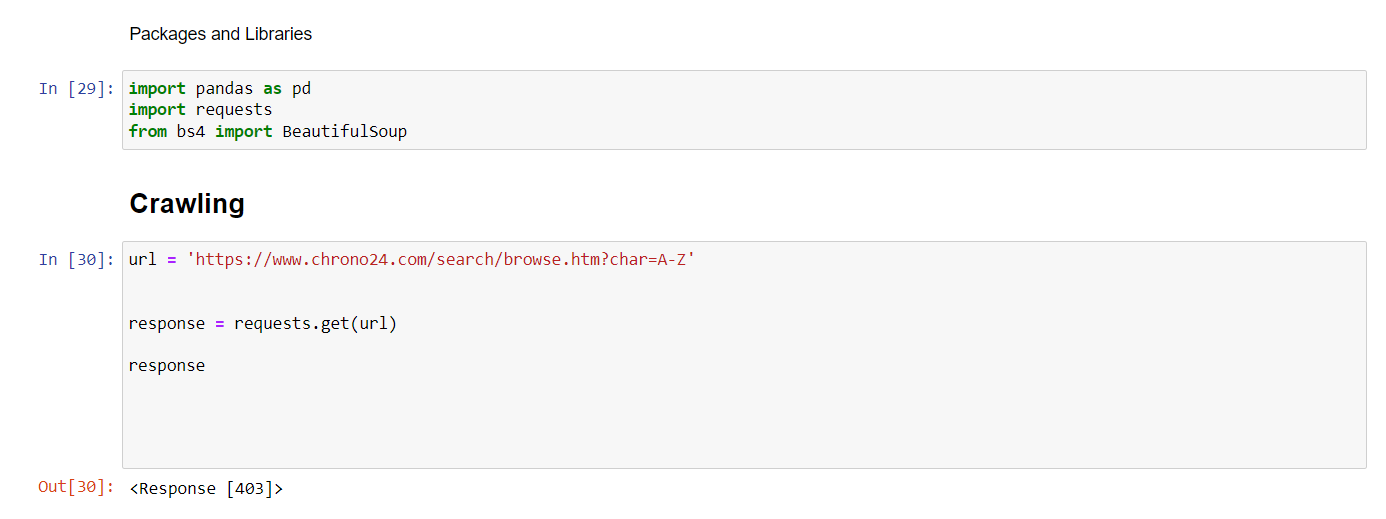 Packages and Libraries
In [29]: import pandas as pd
import requests
from bs4 import BeautifulSoup
Crawling
In [30]: url = 'https://www.chrono24.com/search/browse.htm?char=A-Z'
response = requests.get(url)
response
Out[30]: <Response [403]>